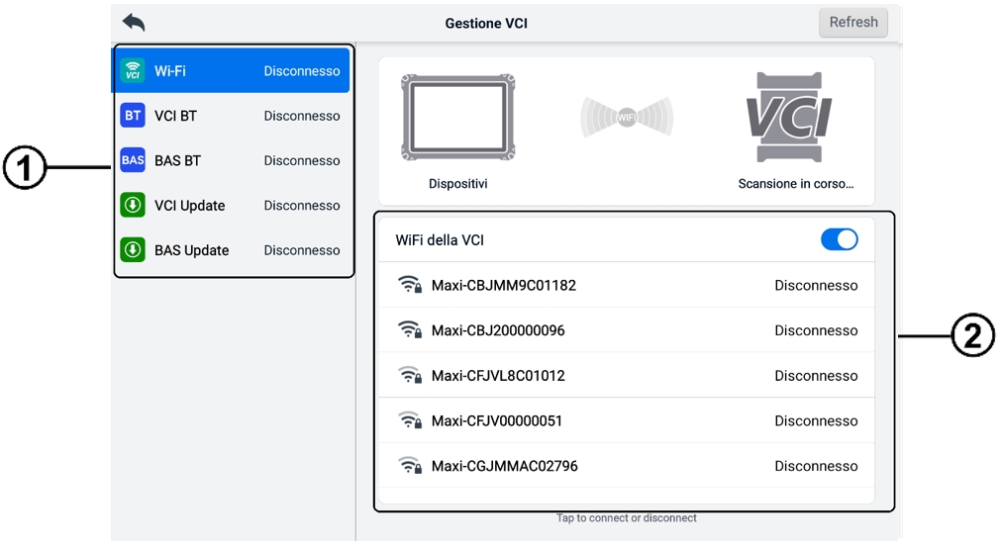 Gestione VCI
Refresh
VCI
Wi-Fi Disconnesso
BT VCI BT Disconnesso
BAS BAS BT Disconnesso
VCI Update Disconnesso
BAS Update Disconnesso
1
WIFI
VCI
Dispositivi
Scansione in corso...
WiFi della VCI
Maxi-CBJMM9C01182 Disconnesso
Maxi-CBJ200000096 Disconnesso
Maxi-CFJVL8C01012 Disconnesso
Maxi-CFJV00000051 Disconnesso
Maxi-CGJMMAC02796 Disconnesso
2
Tap to connect or disconnect